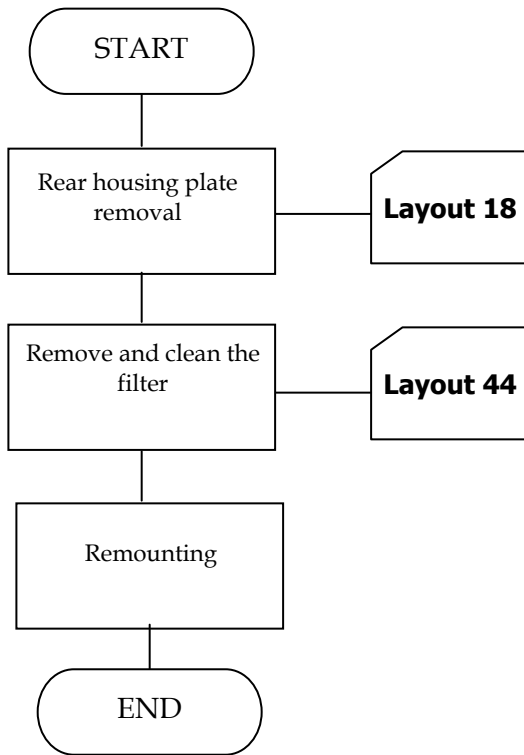 START
Rear housing plate
removal
Layout 18
Remove and clean the
filter
Layout 44
Remounting
END